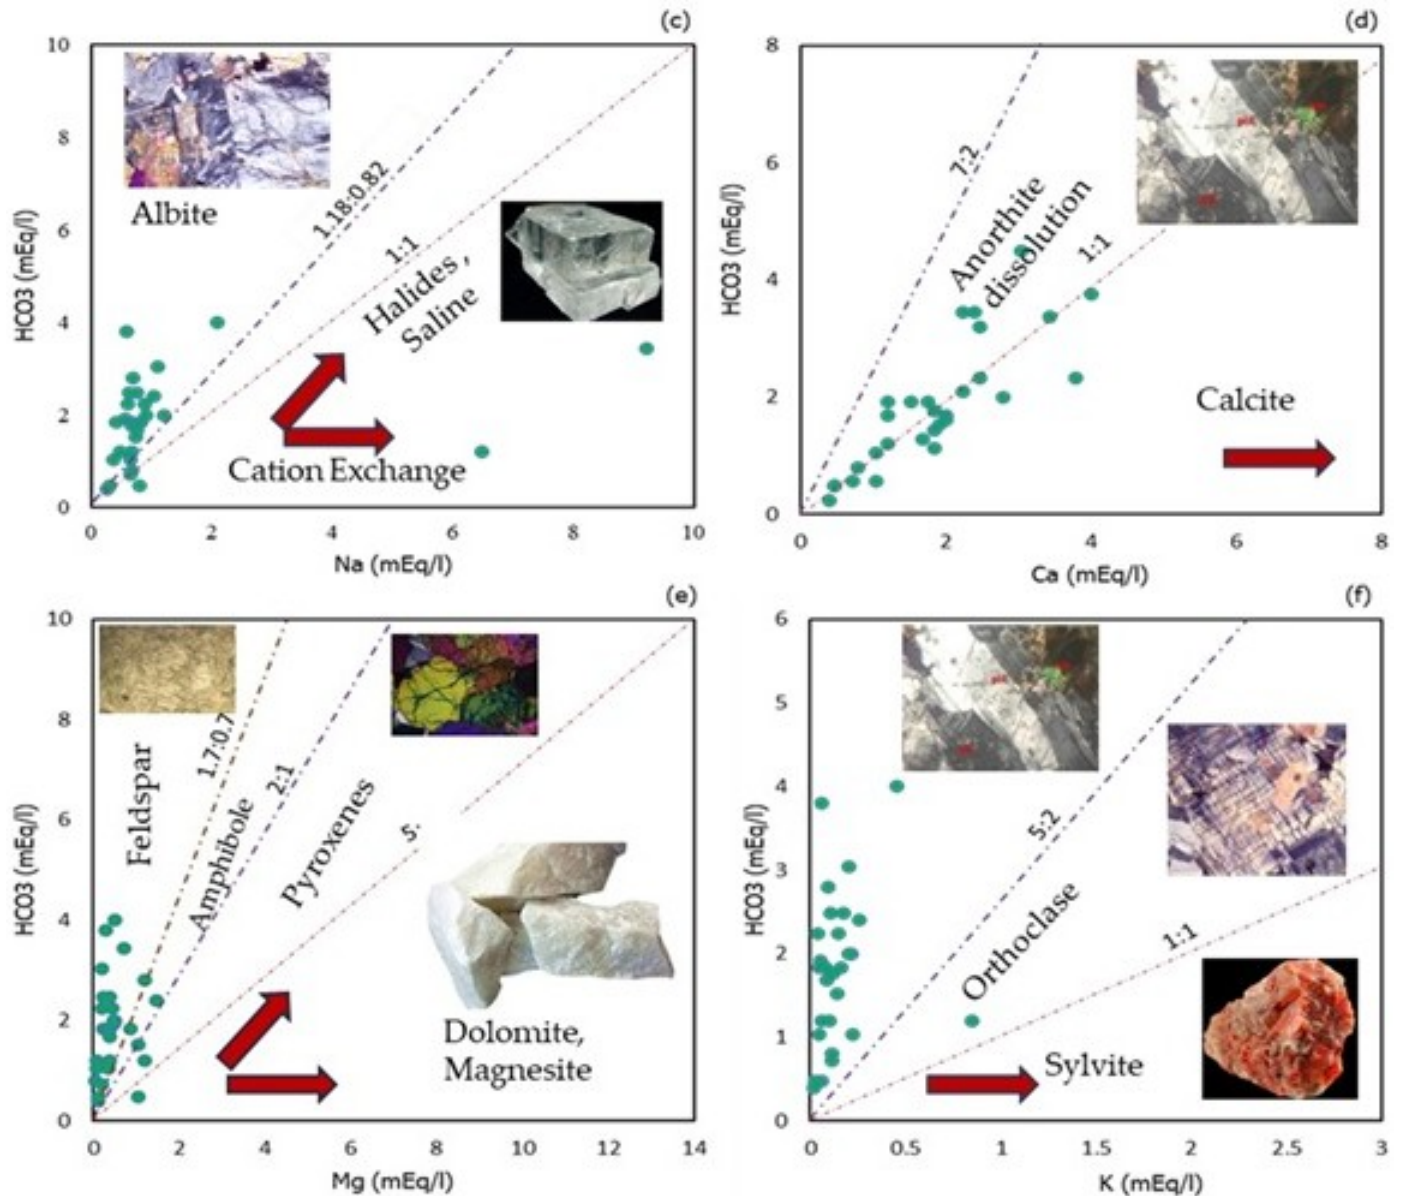 (c)
10
8
6
4
2
0
HCO3 (mEq/l)
Albite
1.18:0.82
1:1
Halides,
Saline
Cation Exchange
0 2 4 6 8 10
Na (mEq/l)
(d)
8
6
4
2
0
HCO3 (mEq/l)
7:2
Anorthite
dissolution
1:1
Calcite
0 2 4 6 8
Ca (mEq/l)
(e)
10
8
6
4
2
0
HCO3 (mEq/l)
Feldspar
1.7:0.7
Amphibole
2:1
Pyroxenes
5:
Dolomite,
Magnesite
0 2 4 6 8 10 12 14
Mg (mEq/l)
(f)
6
5
4
3
2
1
0
HCO3 (mEq/l)
5:2
Orthoclase
1:1
Sylvite
0 0.5 1 1.5 2 2.5 3
K (mEq/l)